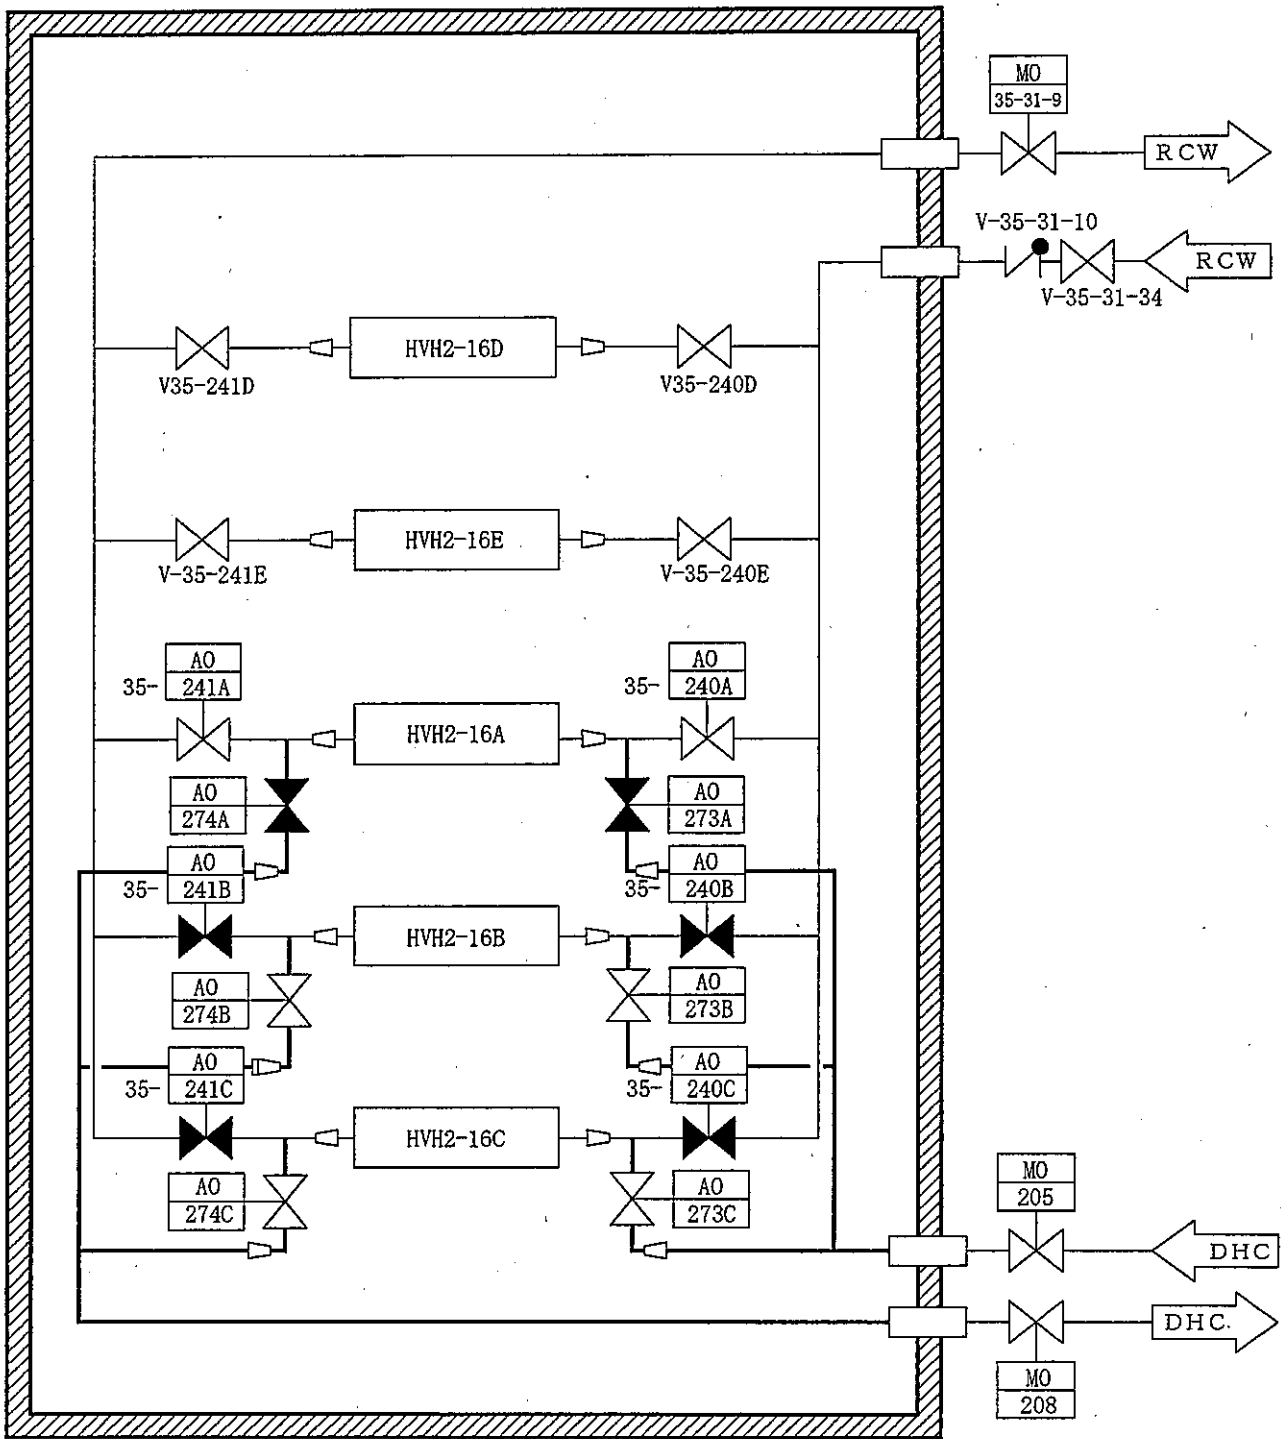 MO
35-31-9
RCW
V-35-31-10
RCW
V-35-31-34
HVH2-16D
V35-241D
V35-240D
HVH2-16E
V-35-241E
V-35-240E
AO
35- 241A
AO
35- 240A
HVH2-16A
AO
274A
AO
273A
AO
35- 241B
AO
35- 240B
HVH2-16B
AO
274B
AO
273B
AO
35- 241C
AO
35- 240C
HVH2-16C
AO
274C
AO
273C
MO
205
DHC
DHC.
MO
208